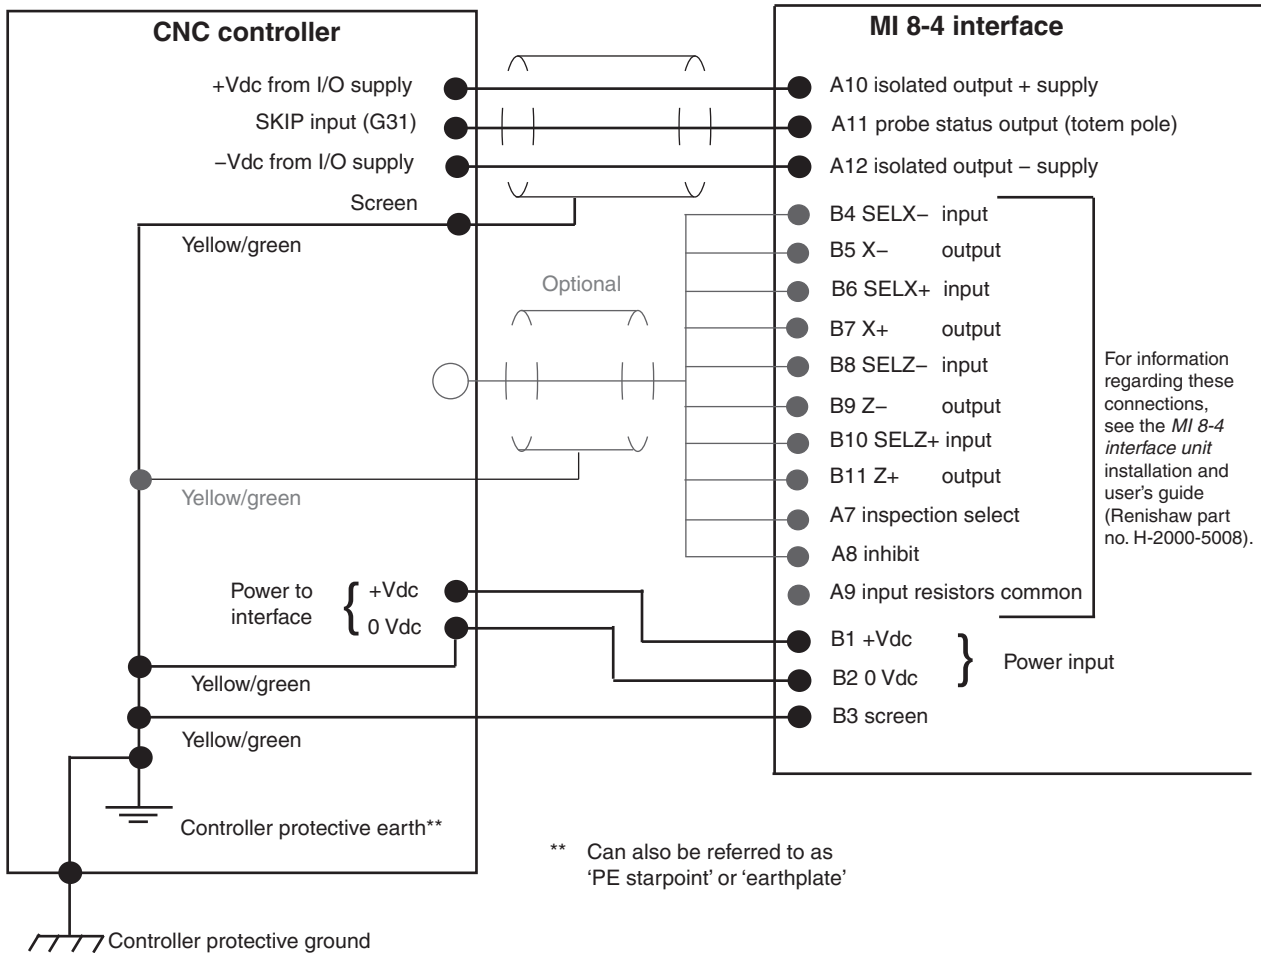 CNC controller
MI 8-4 interface
+Vdc from I/O supply
SKIP input (G31)
−Vdc from I/O supply
Screen
Yellow/green
A10 isolated output + supply
A11 probe status output (totem pole)
A12 isolated output − supply
B4 SELX− input
B5 X− output
B6 SELX+ input
B7 X+ output
B8 SELZ− input
B9 Z− output
B10 SELZ+ input
B11 Z+ output
A7 inspection select
A8 inhibit
A9 input resistors common
For information
regarding these
connections,
see the MI 8-4
interface unit
installation and
user's guide
(Renishaw part
no. H-2000-5008).
Optional
Yellow/green
Power to
interface
{
+Vdc
0 Vdc
B1 +Vdc
B2 0 Vdc
}
Power input
B3 screen
Yellow/green
Yellow/green
Controller protective earth**
** Can also be referred to as
'PE starpoint' or 'earthplate'
Controller protective ground